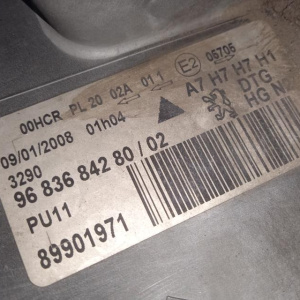 00HCR PL 20 02A 01 1 E2 05705
09/01/2008 01h04 A7 H7 H7 H1
3290 DTG
96 836 842 80 / 02 HG N
PU11
89901971